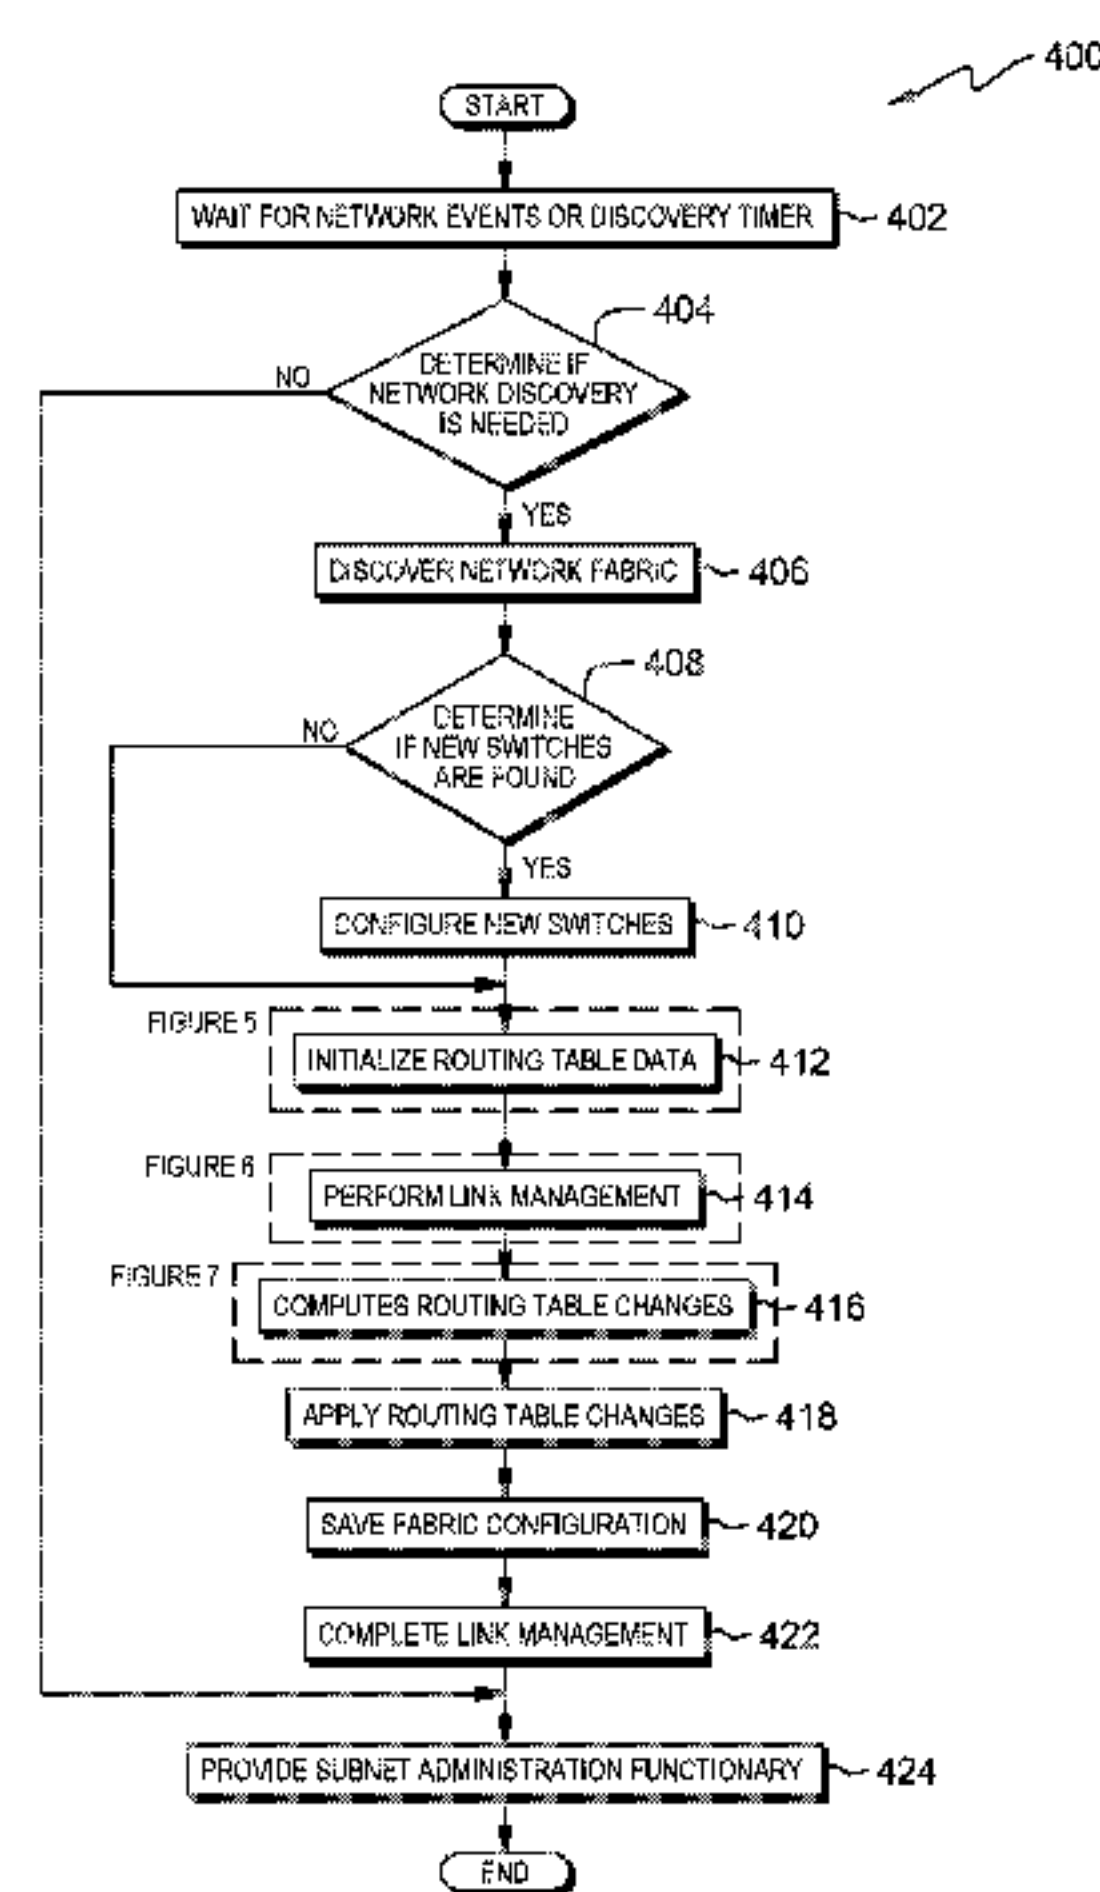 400
START
WAIT FOR NETWORK EVENTS OR DISCOVERY TIMER
402
404
DETERMINE IF
NETWORK DISCOVERY
IS NEEDED
NO
YES
DISCOVER NETWORK FABRIC
406
408
DETERMINE
IF NEW SWITCHES
ARE FOUND
NO
YES
CONFIGURE NEW SWITCHES
410
FIGURE 5
INITIALIZE ROUTING TABLE DATA
412
FIGURE 6
PERFORM LINK MANAGEMENT
414
FIGURE 7
COMPUTES ROUTING TABLE CHANGES
416
APPLY ROUTING TABLE CHANGES
418
SAVE FABRIC CONFIGURATION
420
COMPLETE LINK MANAGEMENT
422
PROVIDE SUBNET ADMINISTRATION FUNCTIONARY
424
END